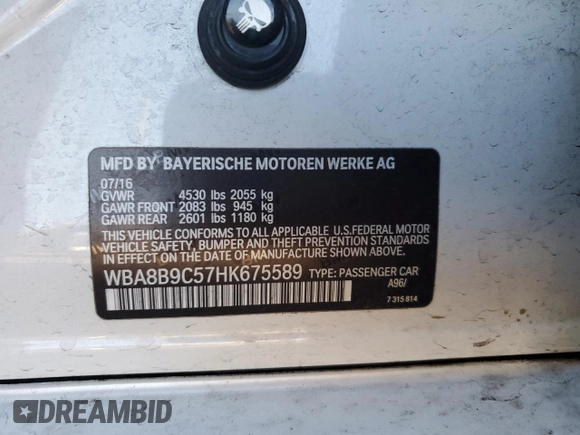 MFD BY BAYERISCHE MOTOREN WERKE AG
07/16
GVWR 4530 lbs 2055 kg
GAWR FRONT 2083 lbs 945 kg
GAWR REAR 2601 lbs 1180 kg
THIS VEHICLE CONFORMS TO ALL APPLICABLE U.S.FEDERAL MOTOR
VEHICLE SAFETY, BUMPER AND THEFT PREVENTION STANDARDS
IN EFFECT ON THE DATE OF MANUFACTURE SHOWN ABOVE.
WBA8B9C57HK675589 TYPE: PASSENGER CAR
A96/
7 315 814
DREAMBID